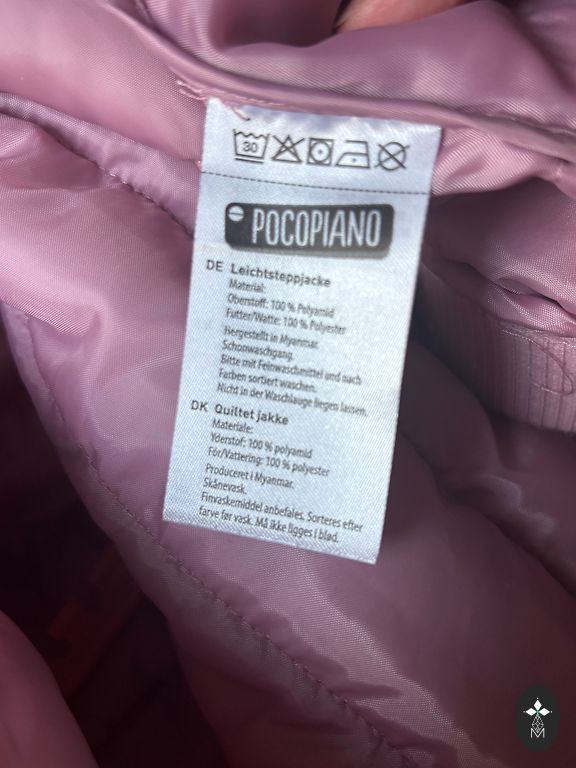 30
POCOPIANO
DE Leichtsteppjacke
Material:
Oberstoff: 100 % Polyamid
Futter/Watte: 100 % Polyester
Hergestellt in Myanmar.
Schonwaschgang.
Bitte mit Feinwaschmittel und nach
Farben sortiert waschen.
Nicht in der Waschlauge liegen lassen.
DK Quiltet jakke
Materiale:
Yderstof: 100 % polyamid
Fór/Vattering: 100 % polyester
Produceret i Myanmar.
Skånevask.
Finvaskemiddel anbefales. Sorteres efter
farve før vask. Må ikke ligges i blød.
M